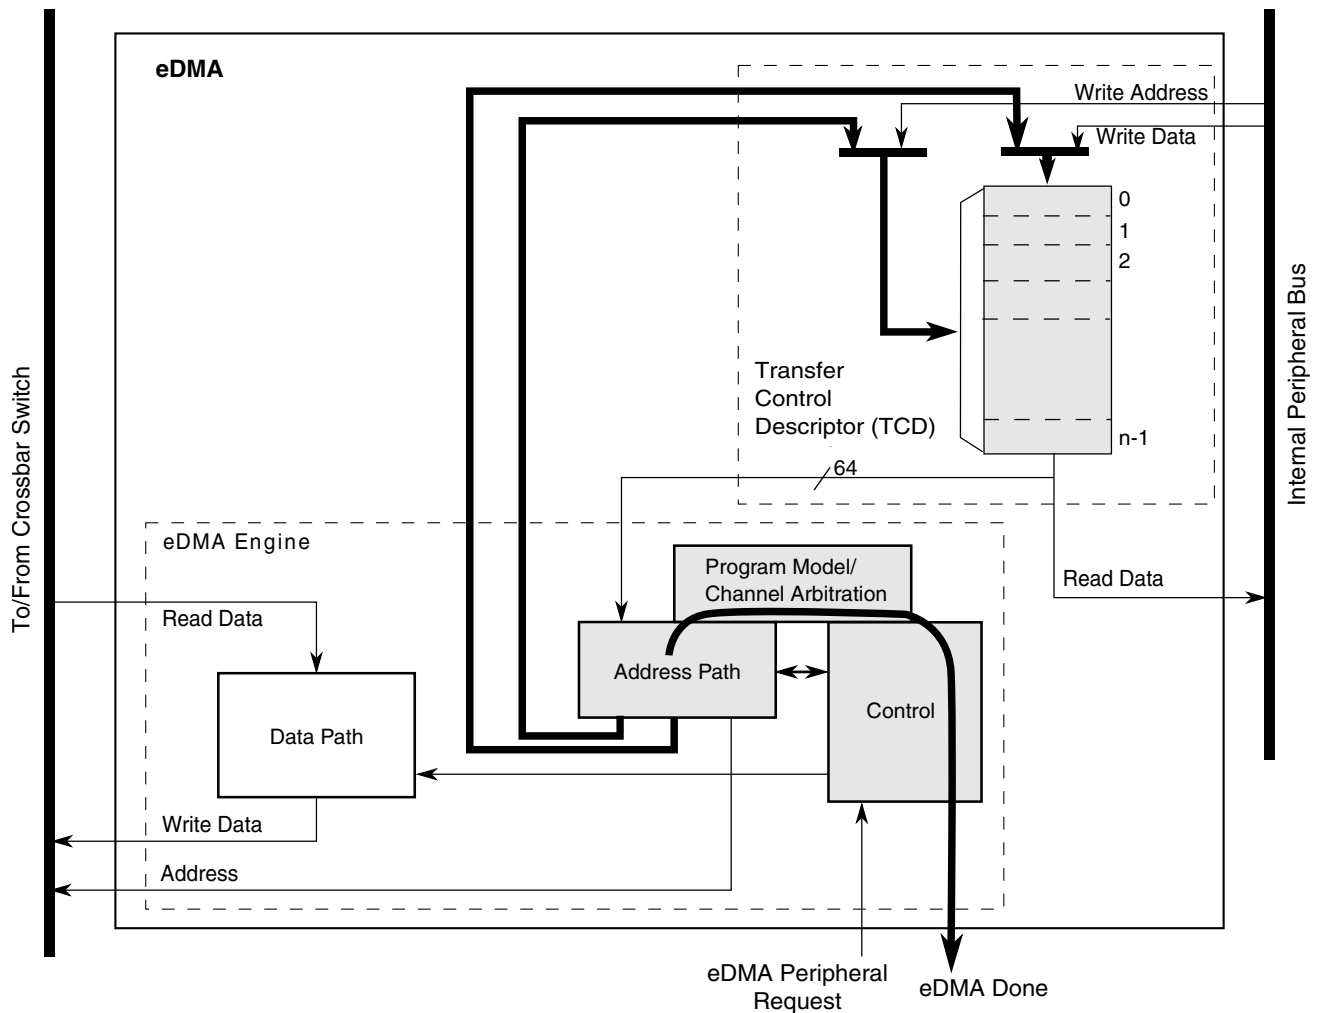 eDMA
Write Address
Write Data
0
1
2
n-1
Transfer
Control
Descriptor (TCD)
64
To/From Crossbar Switch
Internal Peripheral Bus
eDMA Engine
Program Model/
Channel Arbitration
Read Data
Read Data
Address Path
Control
Data Path
Write Data
Address
eDMA Peripheral
Request
eDMA Done